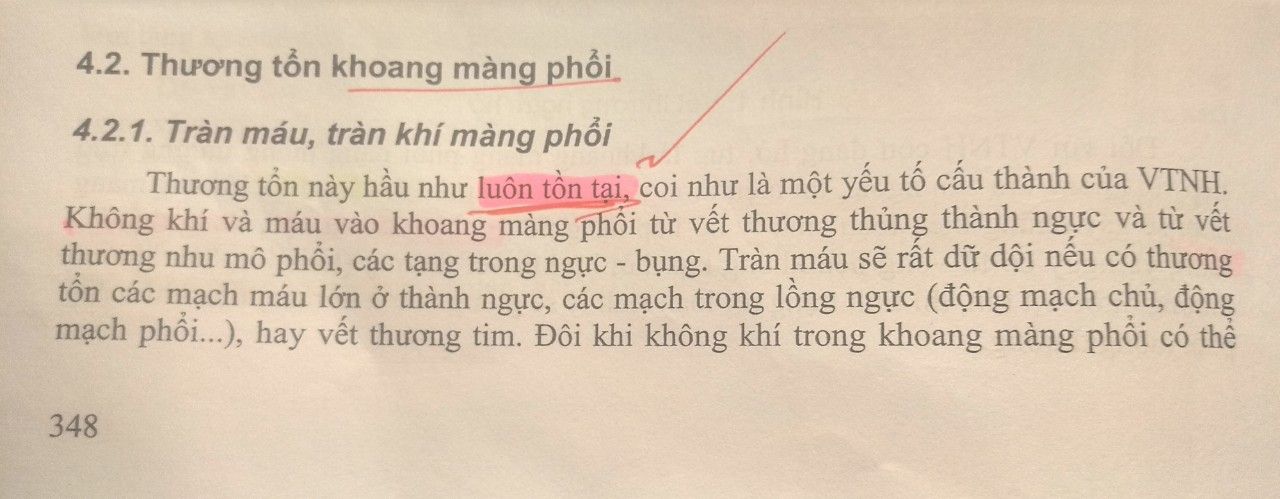 4.2. Thương tổn khoang màng phổi
4.2.1. Tràn máu, tràn khí màng phổi
Thương tổn này hầu như luôn tồn tại, coi như là một yếu tố cấu thành của VTNH.
Không khí và máu vào khoang màng phổi từ vết thương thủng thành ngực và từ vết
thương nhu mô phổi, các tạng trong ngực - bụng. Tràn máu sẽ rất dữ dội nếu có thương
tổn các mạch máu lớn ở thành ngực, các mạch trong lồng ngực (động mạch chủ, động
mạch phổi...), hay vết thương tim. Đôi khi không khí trong khoang màng phổi có thể
348